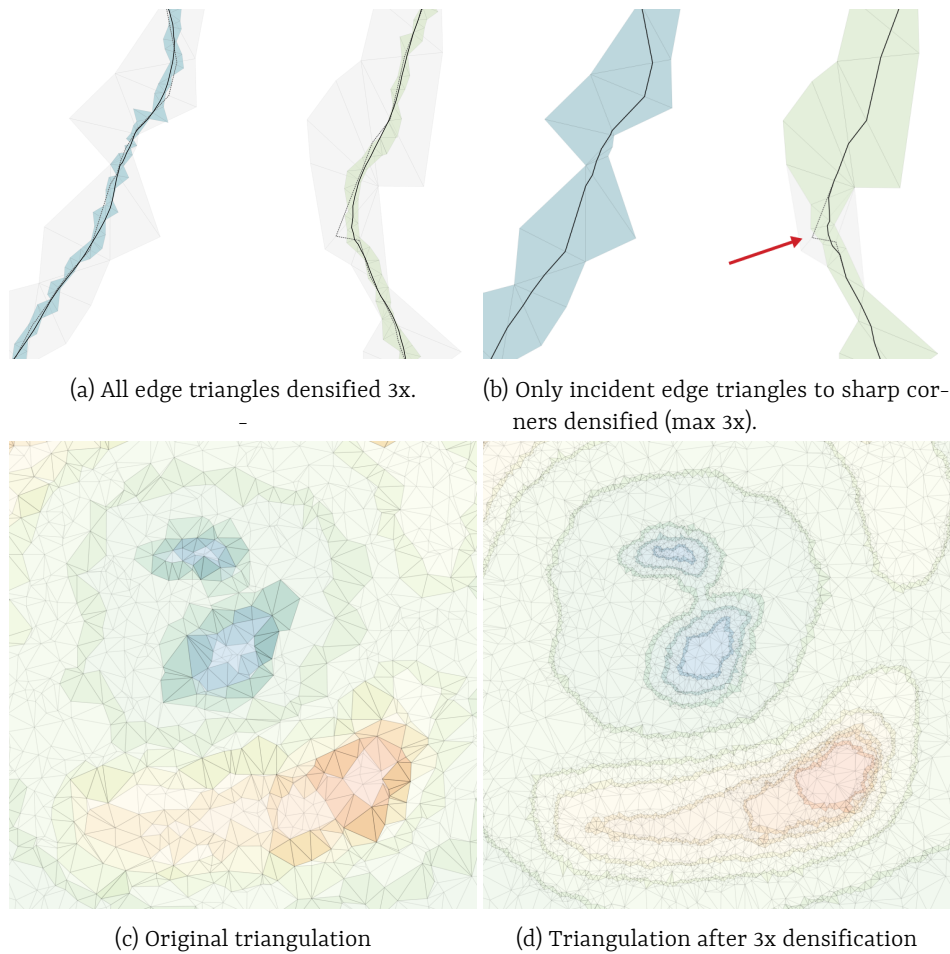 (a) All edge triangles densified 3x.
-
(b) Only incident edge triangles to sharp cor-
ners densified (max 3x).
(c) Original triangulation
(d) Triangulation after 3x densification